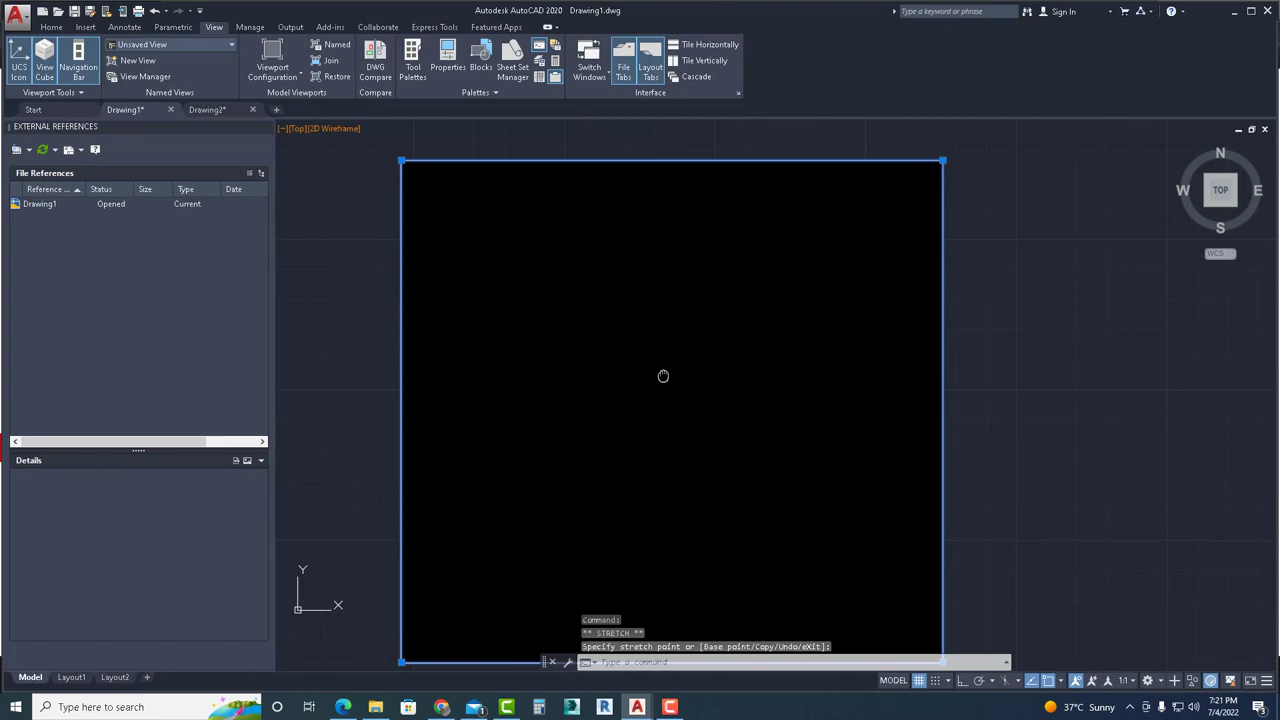 Autodesk AutoCAD 2020 Drawing1.dwg
Type a keyword or phrase
Sign In
Home Insert Annotate Parametric View Manage Output Add-ins Collaborate Express Tools Featured Apps
Unsaved View
New View
View Manager
UCS Icon
View Cube
Navigation Bar
Viewport Configuration
Named
Join
Restore
DWG Compare
Tool Palettes
Properties
Blocks
Sheet Set Manager
Switch Windows
File Tabs
Layout Tabs
Tile Horizontally
Tile Vertically
Cascade
Viewport Tools
Named Views
Model Viewports
Compare
Palettes
Interface
Start
Drawing1*
Drawing2*
EXTERNAL REFERENCES
[−][Top][2D Wireframe]
File References
Reference ... Status Size Type Date
Drawing1 Opened Current
Details
N
W TOP E
S
WCS
Y
X
Command:
** STRETCH **
Specify stretch point or [Base point/Copy/Undo/eXit]:
Type a command
Model Layout1 Layout2
MODEL
1:1
Type here to search
37°C Sunny
7:21 PM
7/4/2022